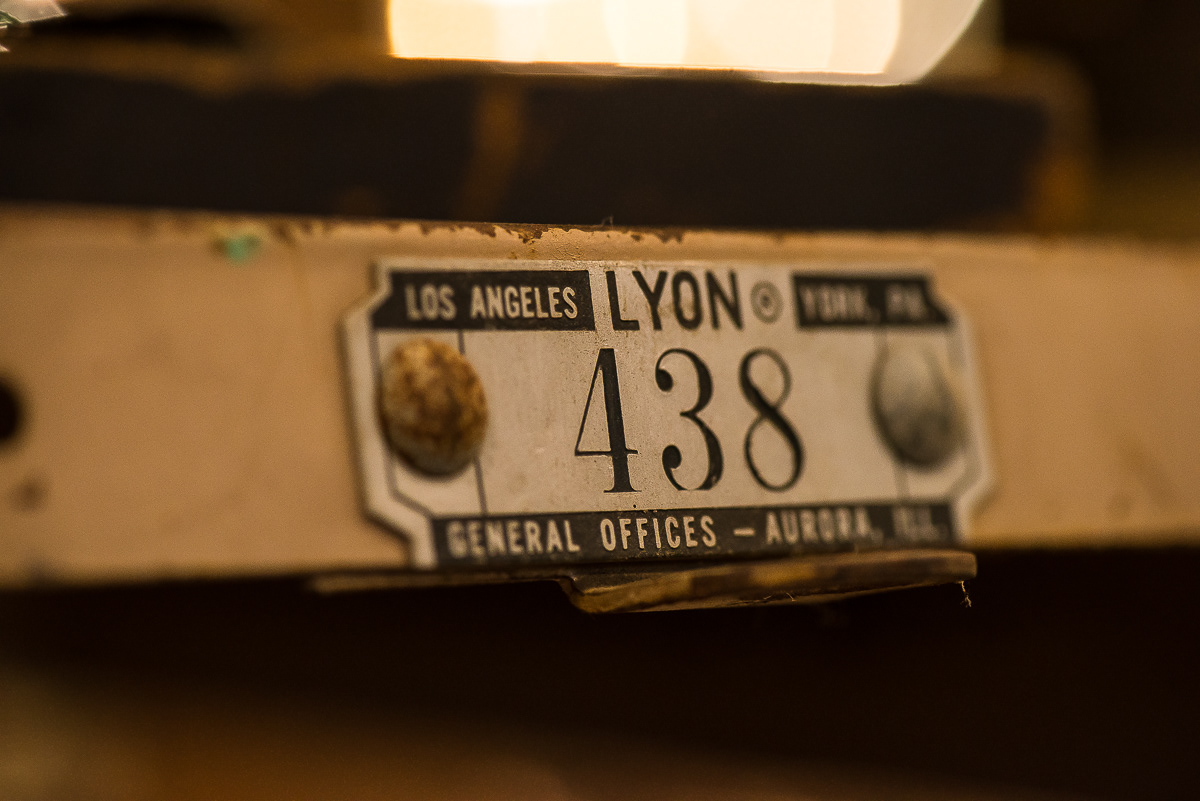 LOS ANGELES LYON YORK, PA.
438
GENERAL OFFICES — AURORA, ILL.